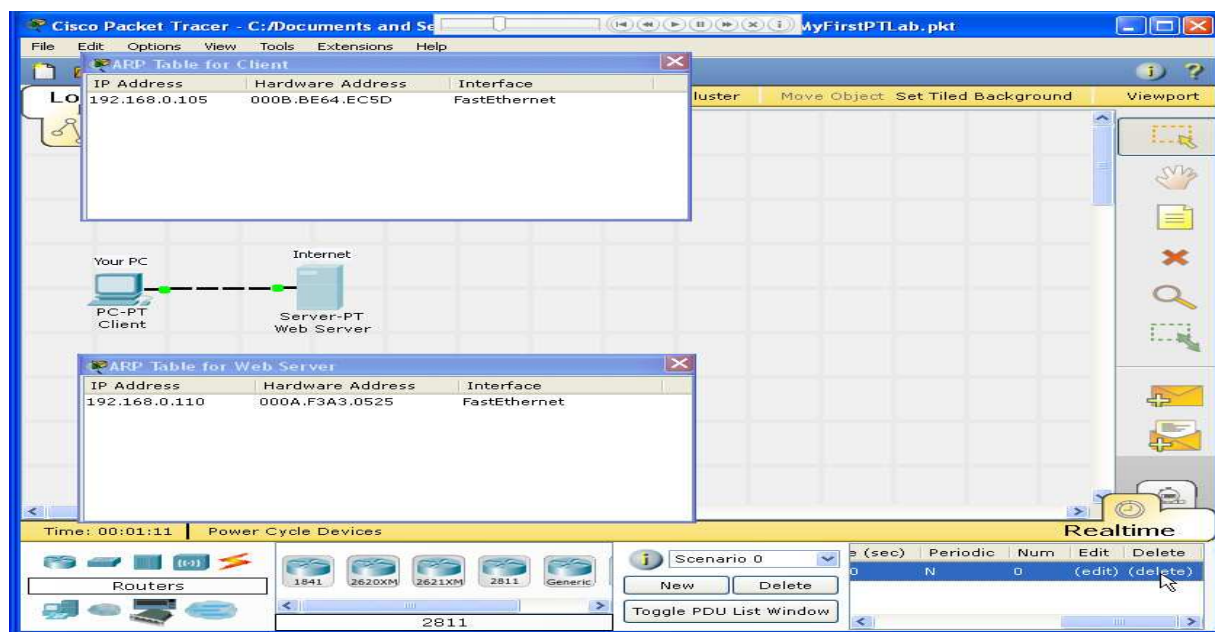 Cisco Packet Tracer - C:/Documents and Se MyFirstPTLab.pkt
File Edit Options View Tools Extensions Help
ARP Table for Client
IP Address Hardware Address Interface
192.168.0.105 000B.BE64.EC5D FastEthernet
Lo luster Move Object Set Tiled Background Viewport
Your PC
Internet
PC-PT
Client
Server-PT
Web Server
ARP Table for Web Server
IP Address Hardware Address Interface
192.168.0.110 000A.F3A3.0525 FastEthernet
Time: 00:01:11 Power Cycle Devices Realtime
Routers
1841 2620XM 2621XM 2811 Generic
2811
Scenario 0
New Delete
Toggle PDU List Window
e (sec) Periodic Num Edit Delete
0 N 0 (edit) (delete)